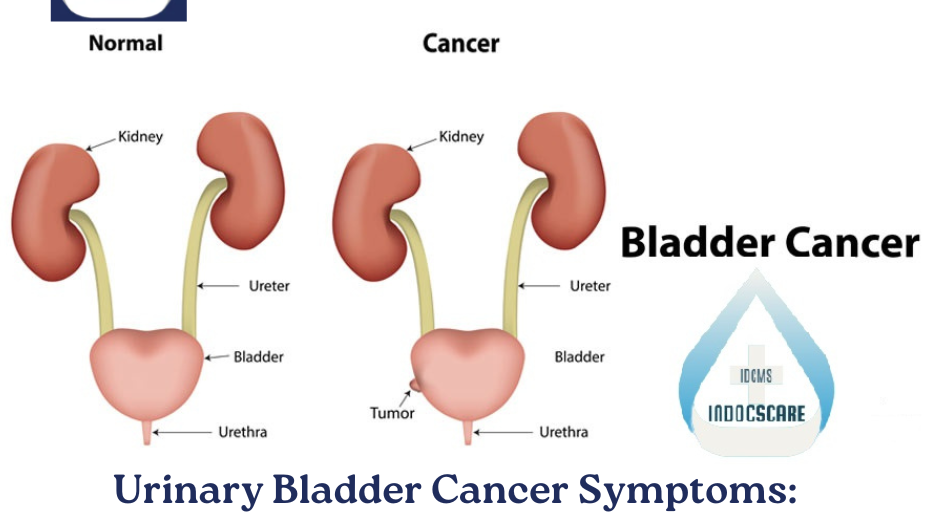 Normal
Cancer
Kidney
Kidney
Bladder Cancer
Ureter
Ureter
Bladder
Bladder
IDCMS
INDOCSCARE
Tumor
Urethra
Urethra
Urinary Bladder Cancer Symptoms: